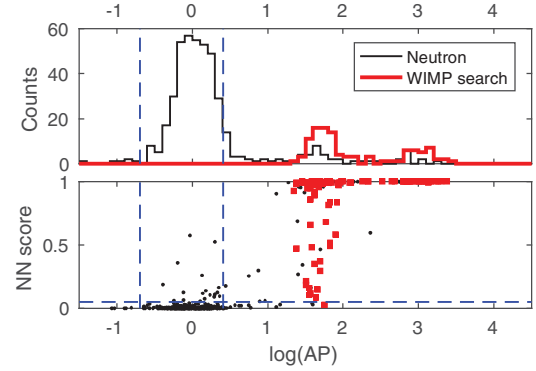 -1 0 1 2 3 4
60
40
20
0
Counts
Neutron
WIMP search
1
0.5
0
NN score
-1 0 1 2 3 4
log(AP)